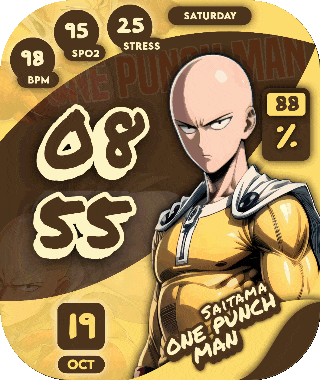 SATURDAY
25
STRESS
95
SPO2
98
BPM
ONE PUNCH MAN
88
%
08
55
19
OCT
SAITAMA
ONE PUNCH
MAN